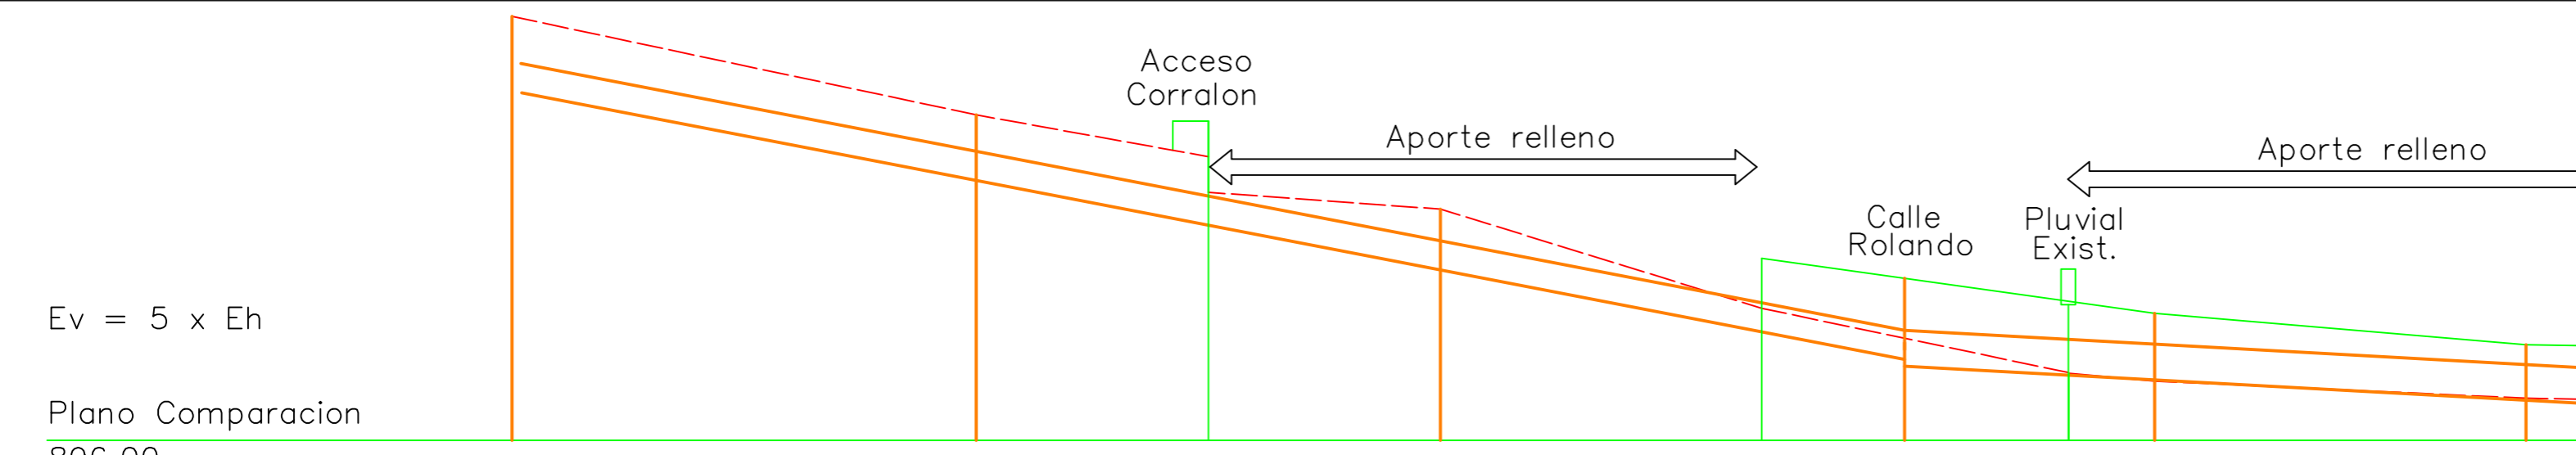 Acceso
Corralon
Aporte relleno
Aporte relleno
Calle
Rolando
Pluvial
Exist.
Ev = 5 x Eh
Plano Comparacion